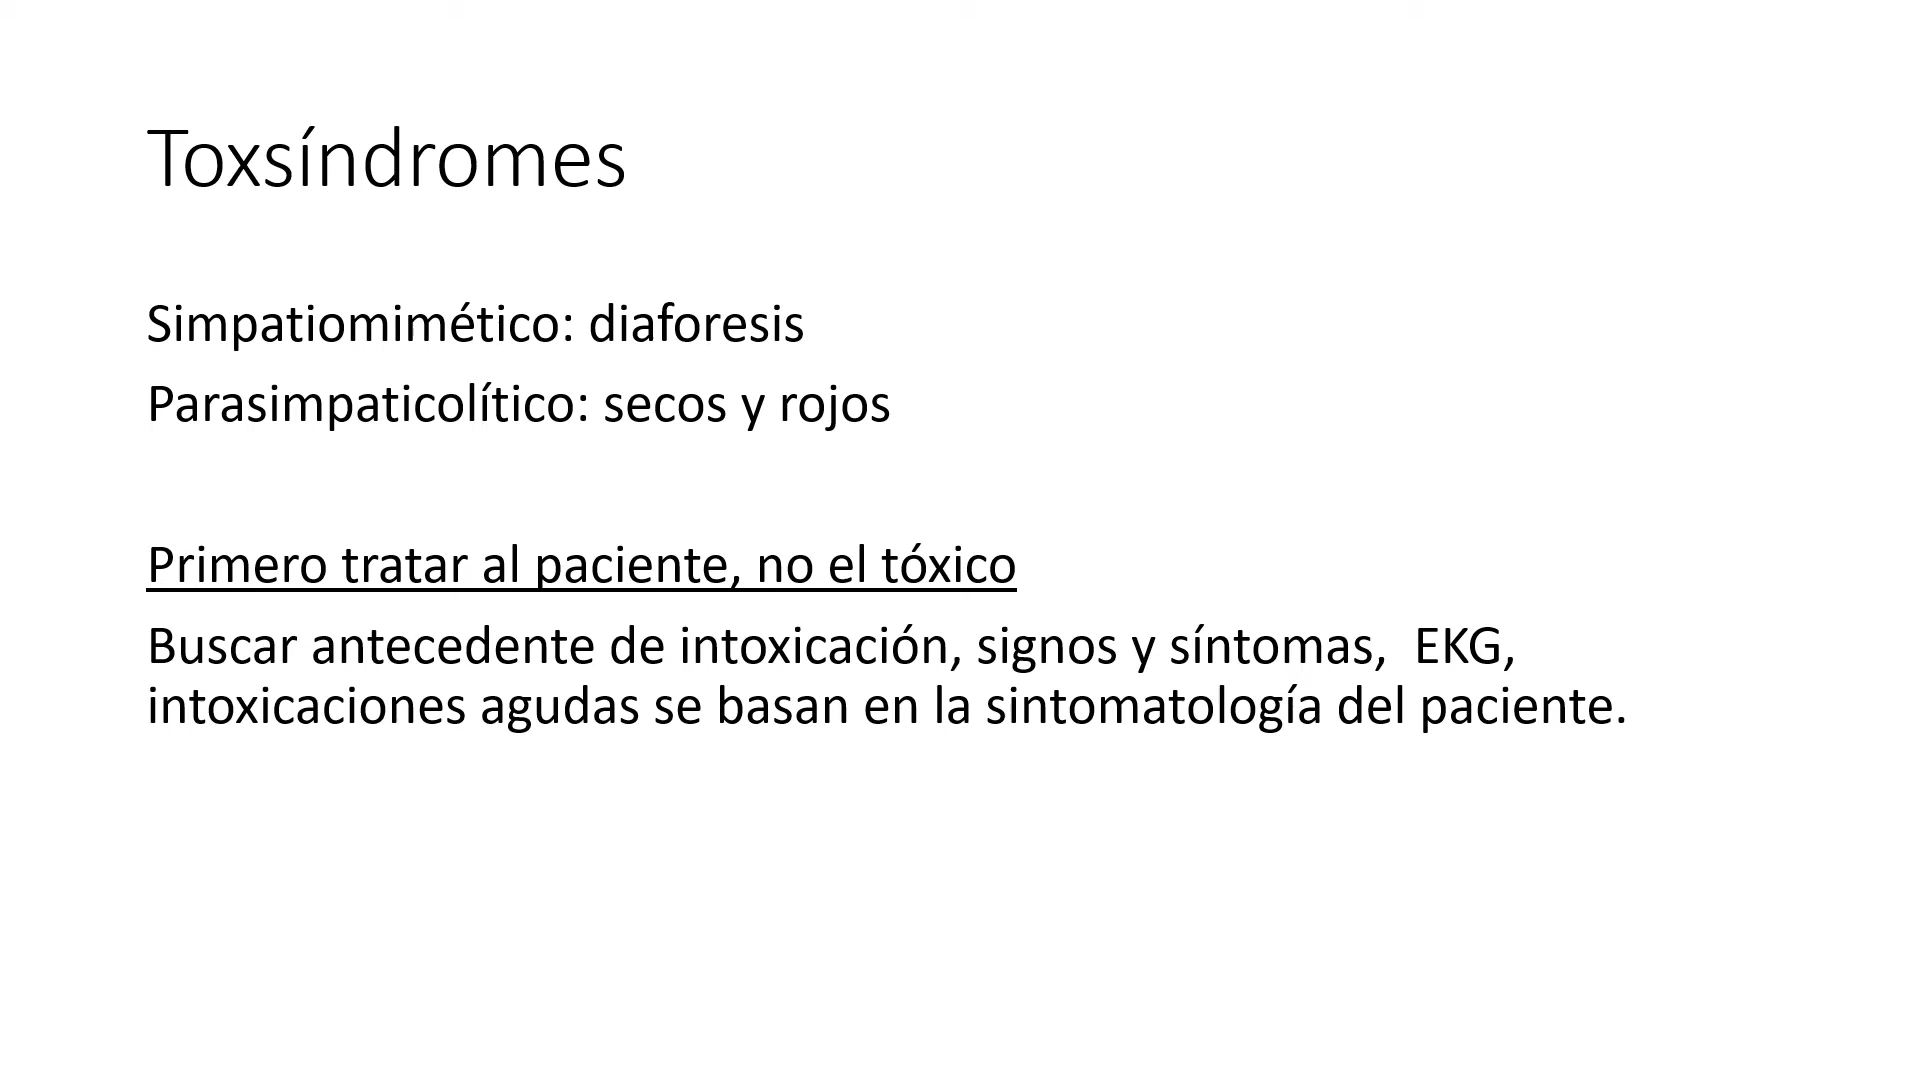 Toxsíndromes
Simpatiomimético: diaforesis
Parasimpaticolítico: secos y rojos
Primero tratar al paciente, no el tóxico
Buscar antecedente de intoxicación, signos y síntomas,  EKG,
intoxicaciones agudas se basan en la sintomatología del paciente.